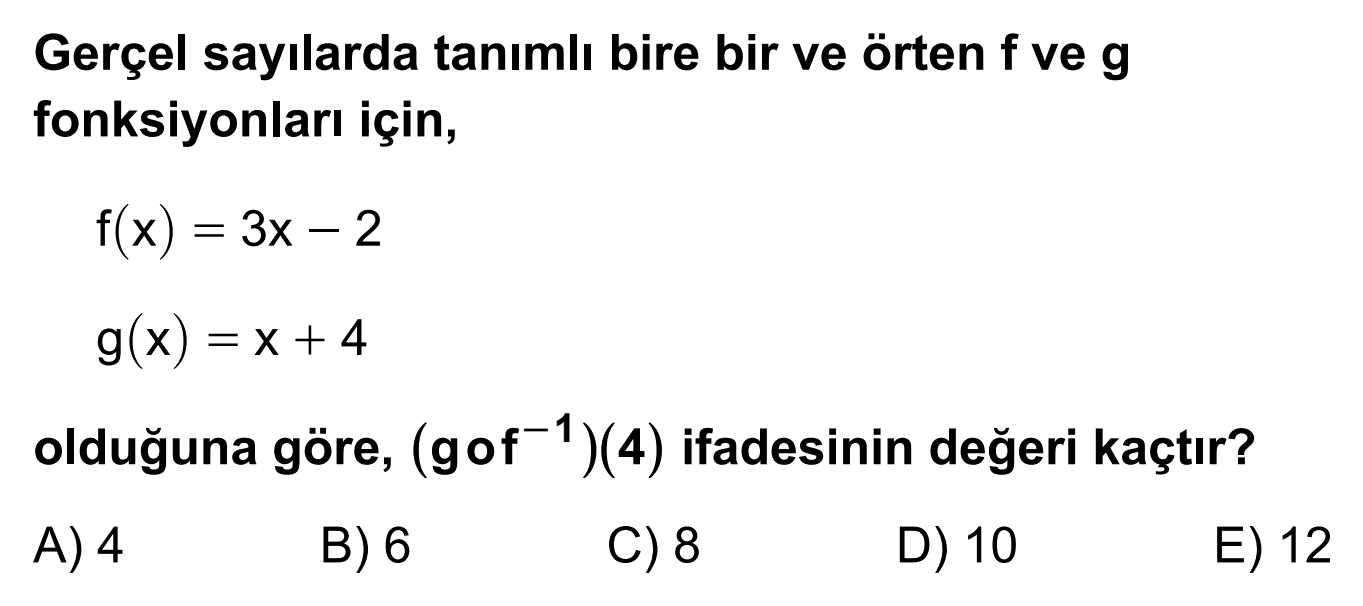 Gerçel sayılarda tanımlı bire bir ve örten f ve g
fonksiyonları için,
f(x) = 3x – 2
g(x) = x + 4
olduğuna göre, (gof⁻¹)(4) ifadesinin değeri kaçtır?
A) 4 B) 6 C) 8 D) 10 E) 12